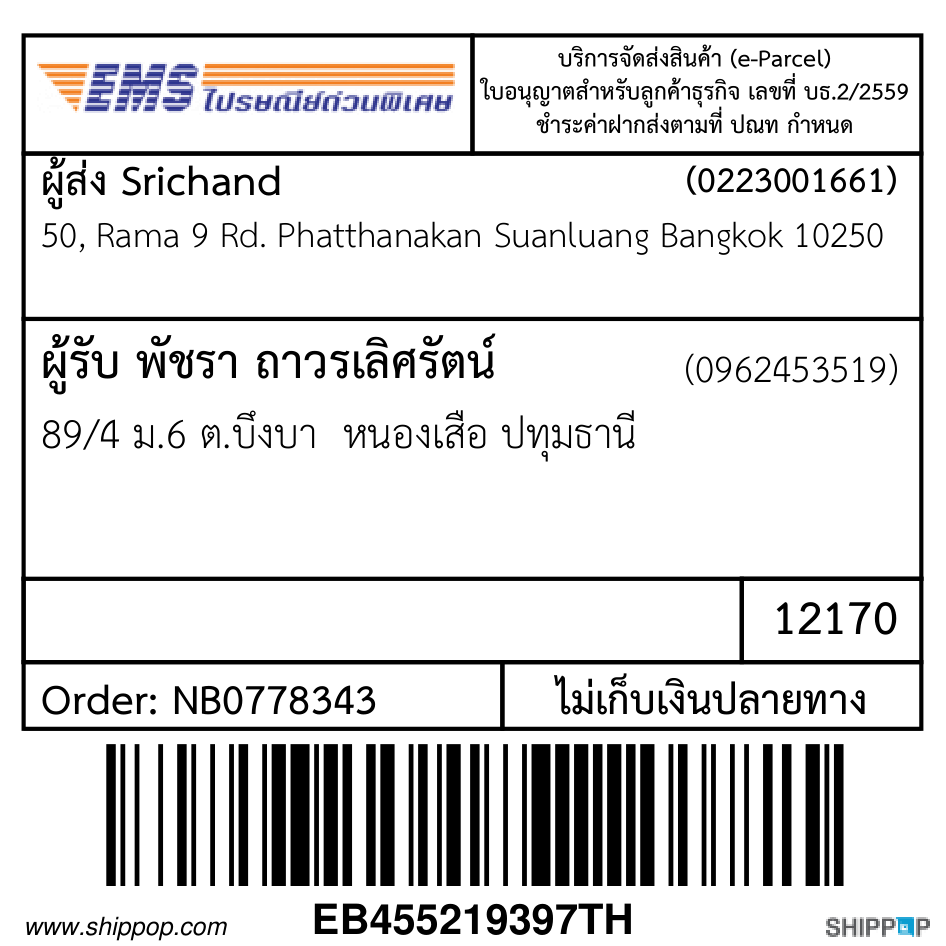 EMS ไปรษณีย์ด่วนพิเศษ
บริการจัดส่งสินค้า (e-Parcel)
ใบอนุญาตสำหรับลูกค้าธุรกิจ เลขที่ บธ.2/2559
ชำระค่าฝากส่งตามที่ ปณท กำหนด
ผู้ส่ง Srichand (0223001661)
50, Rama 9 Rd. Phatthanakan Suanluang Bangkok 10250
ผู้รับ พัชรา ถาวรเลิศรัตน์ (0962453519)
89/4 ม.6 ต.บึงบา หนองเสือ ปทุมธานี
12170
Order: NB0778343
ไม่เก็บเงินปลายทาง
EB455219397TH
www.shippop.com
SHIPPOP